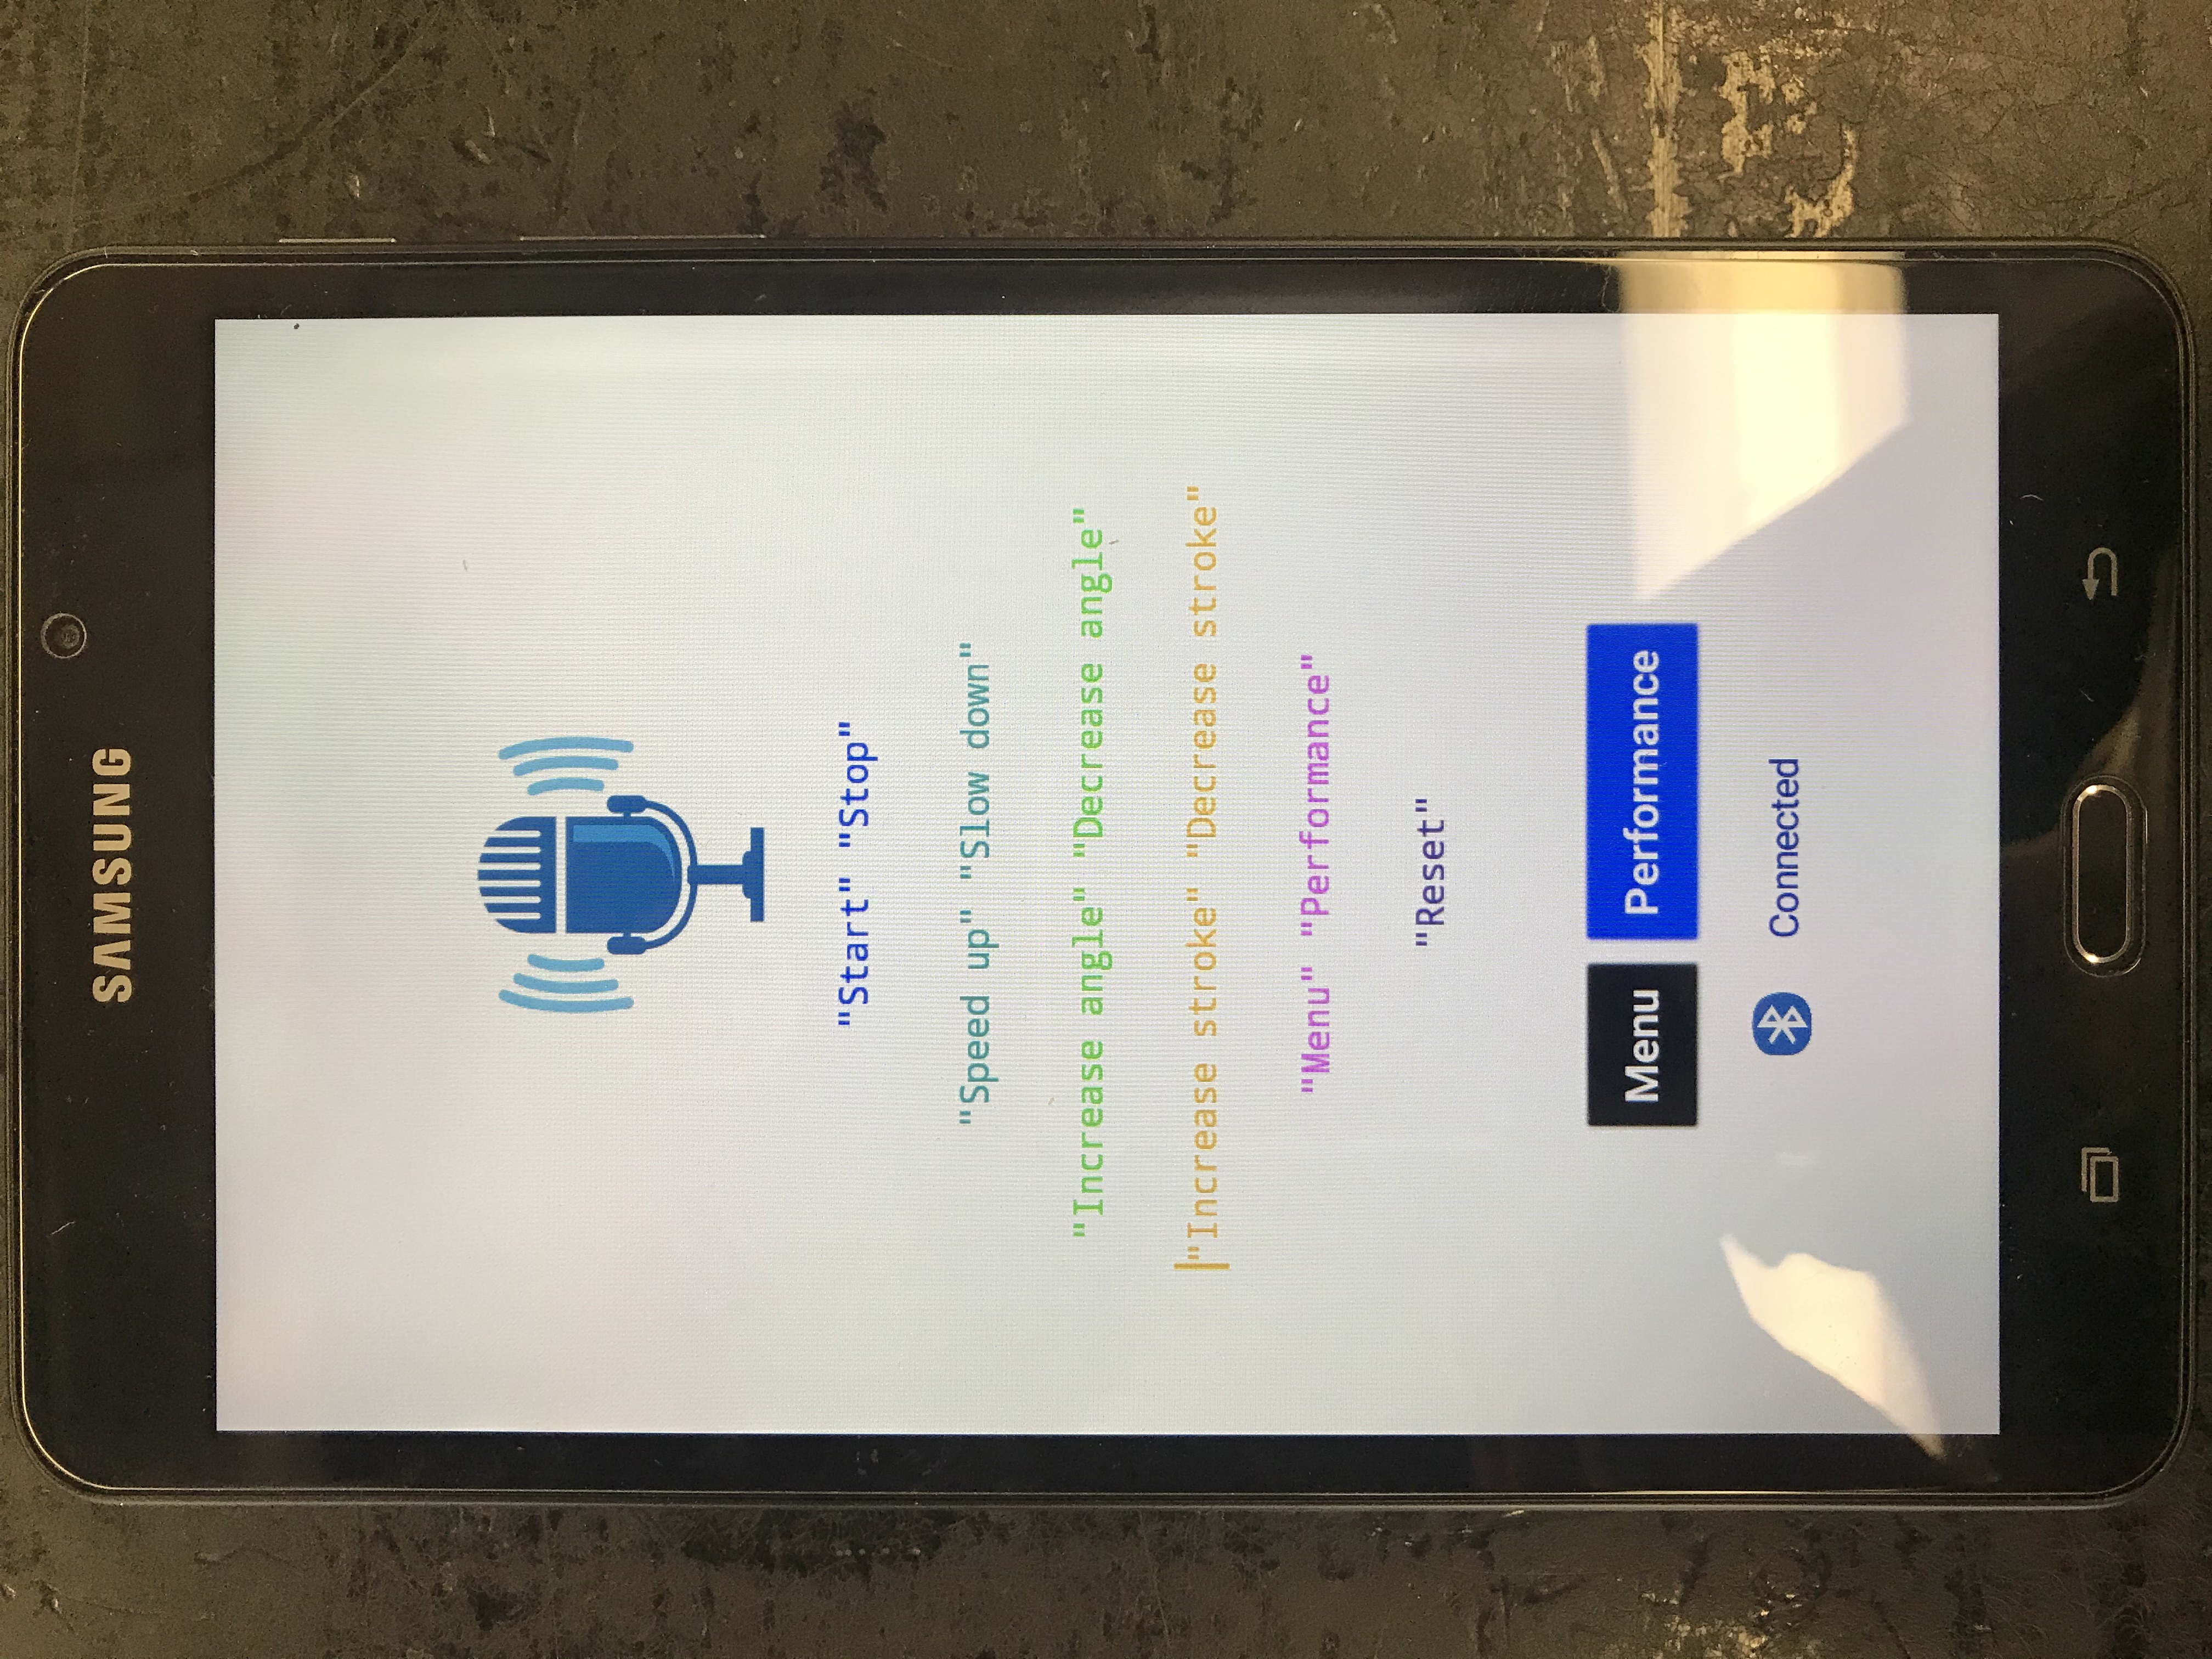 SAMSUNG
"Start" "Stop"
"Speed up" "Slow down"
"Increase angle" "Decrease angle"
"Increase stroke" "Decrease stroke"
"Menu" "Performance"
"Reset"
Menu Performance
Connected